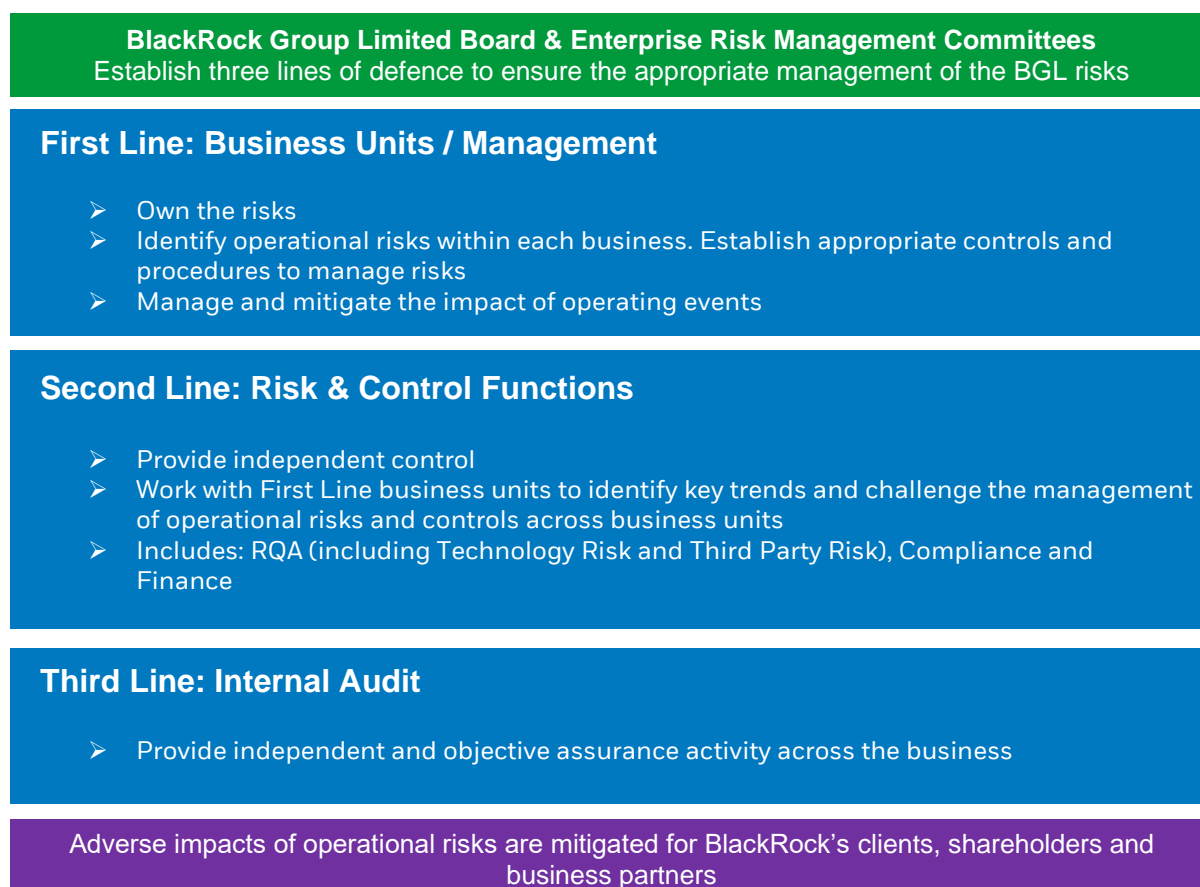 BlackRock Group Limited Board & Enterprise Risk Management Committees
Establish three lines of defence to ensure the appropriate management of the BGL risks
First Line: Business Units / Management
➢ Own the risks
➢ Identify operational risks within each business. Establish appropriate controls and
procedures to manage risks
➢ Manage and mitigate the impact of operating events
Second Line: Risk & Control Functions
➢ Provide independent control
➢ Work with First Line business units to identify key trends and challenge the management
of operational risks and controls across business units
➢ Includes: RQA (including Technology Risk and Third Party Risk), Compliance and
Finance
Third Line: Internal Audit
➢ Provide independent and objective assurance activity across the business
Adverse impacts of operational risks are mitigated for BlackRock’s clients, shareholders and
business partners